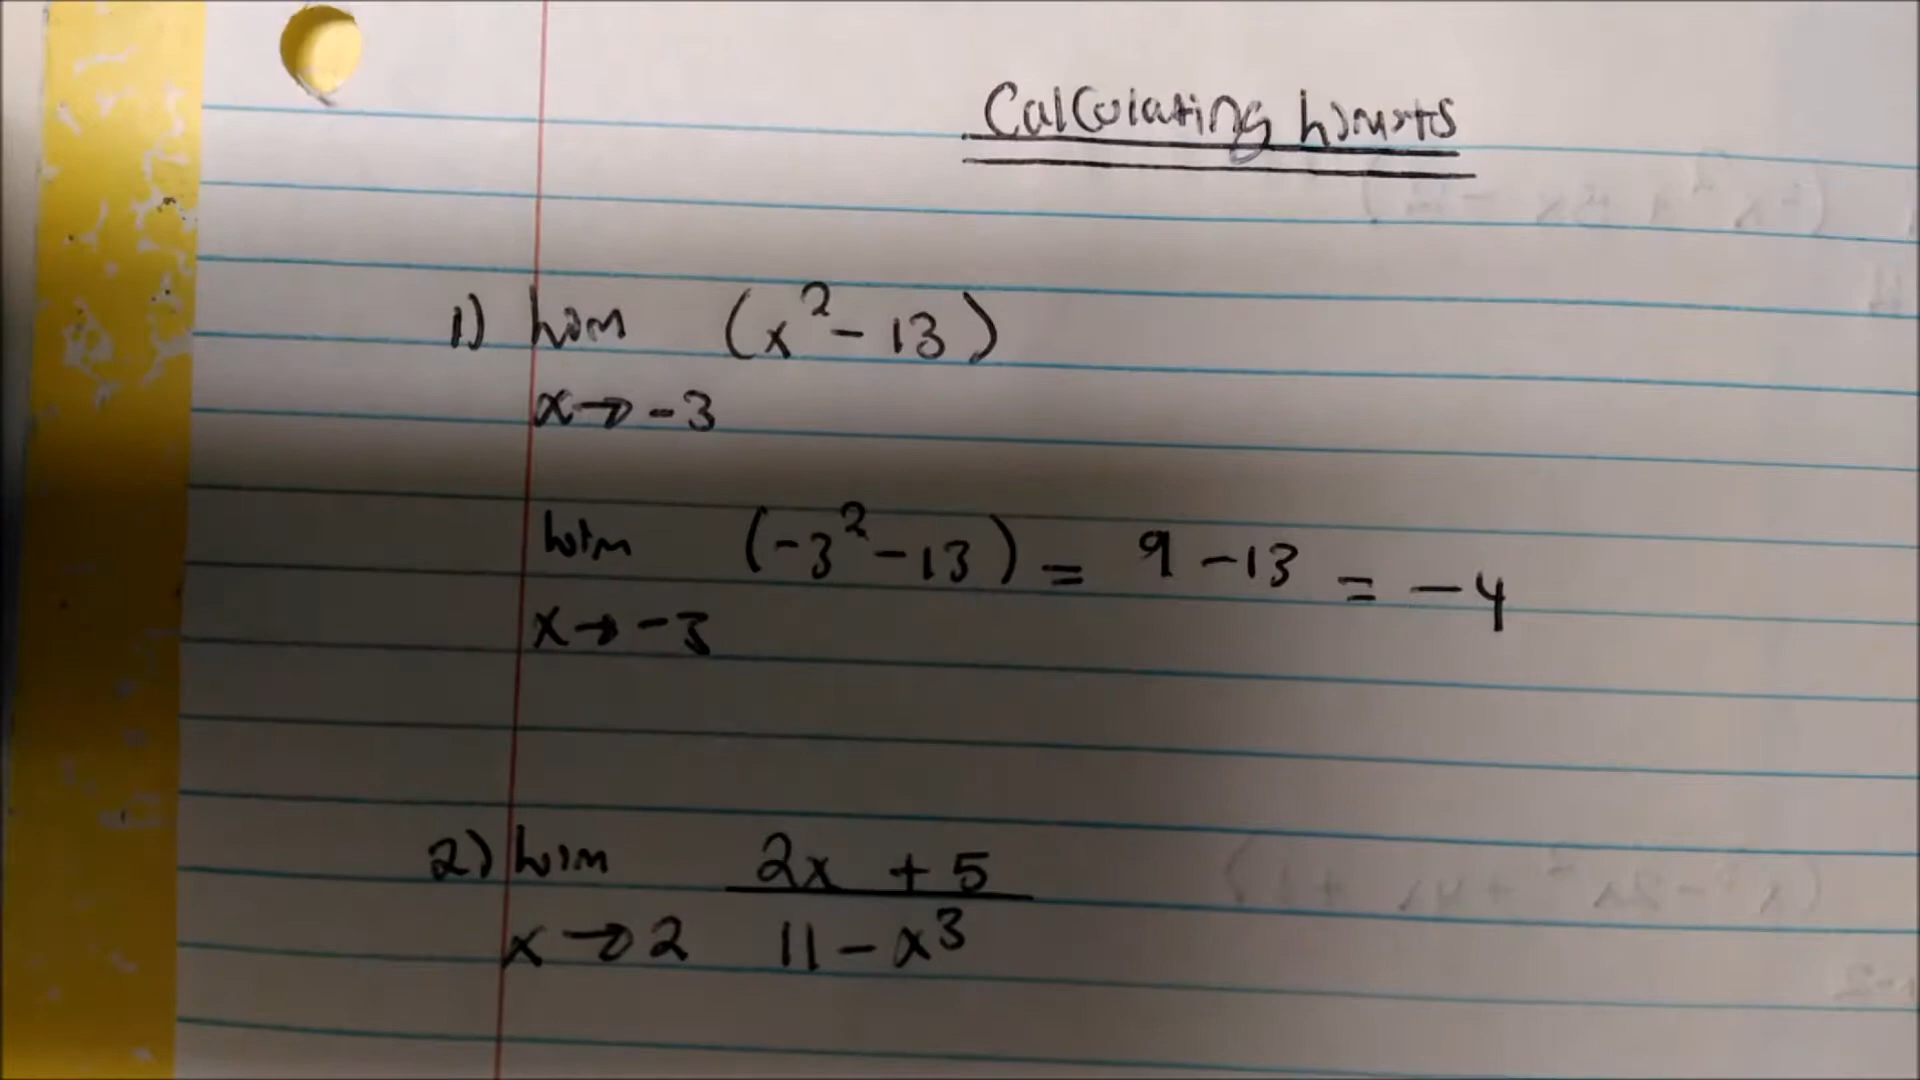 Calculating Limits
1) lim (x² - 13)
x → -3
lim (-3² - 13) = 9 - 13 = -4
x → -3
2) lim 2x + 5
x → 2 11 - x³